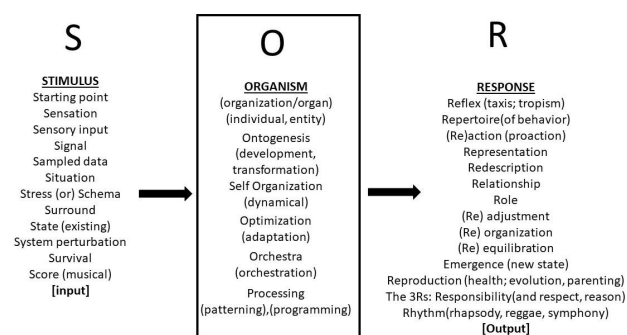 S
STIMULUS
Starting point
Sensation
Sensory input
Signal
Sampled data
Situation
Stress (or) Schema
Surround
State (existing)
System perturbation
Survival
Score (musical)
[input]
O
ORGANISM
(organization/organ)
(individual, entity)
Ontogenesis
(development,
transformation)
Self Organization
(dynamical)
Optimization
(adaptation)
Orchestra
(orchestration)
Processing
(patterning),(programming)
R
RESPONSE
Reflex (taxis; tropism)
Repertoire(of behavior)
(Re)action (proaction)
Representation
Redescription
Relationship
Role
(Re) adjustment
(Re) organization
(Re) equilibration
Emergence (new state)
Reproduction (health; evolution, parenting)
The 3Rs: Responsibility(and respect, reason)
Rhythm(rhapsody, reggae, symphony)
[Output]